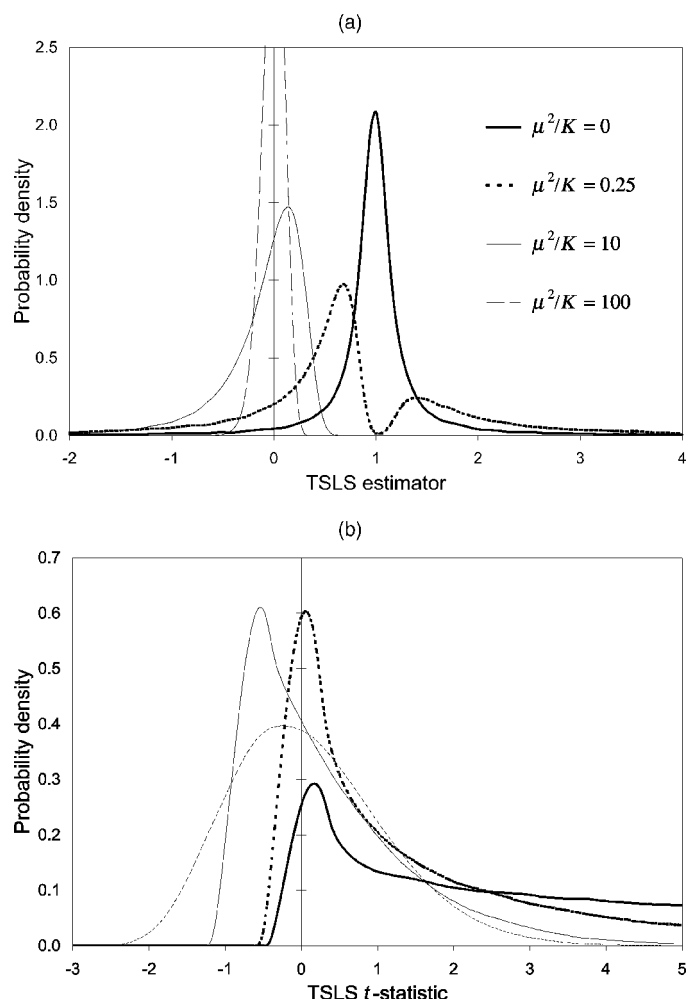 (a)
2.5
2.0
1.5
1.0
0.5
0.0
Probability density
μ²/K = 0
μ²/K = 0.25
μ²/K = 10
μ²/K = 100
-2 -1 0 1 2 3 4
TSLS estimator
(b)
0.7
0.6
0.5
0.4
0.3
0.2
0.1
0.0
Probability density
-3 -2 -1 0 1 2 3 4 5
TSLS t-statistic